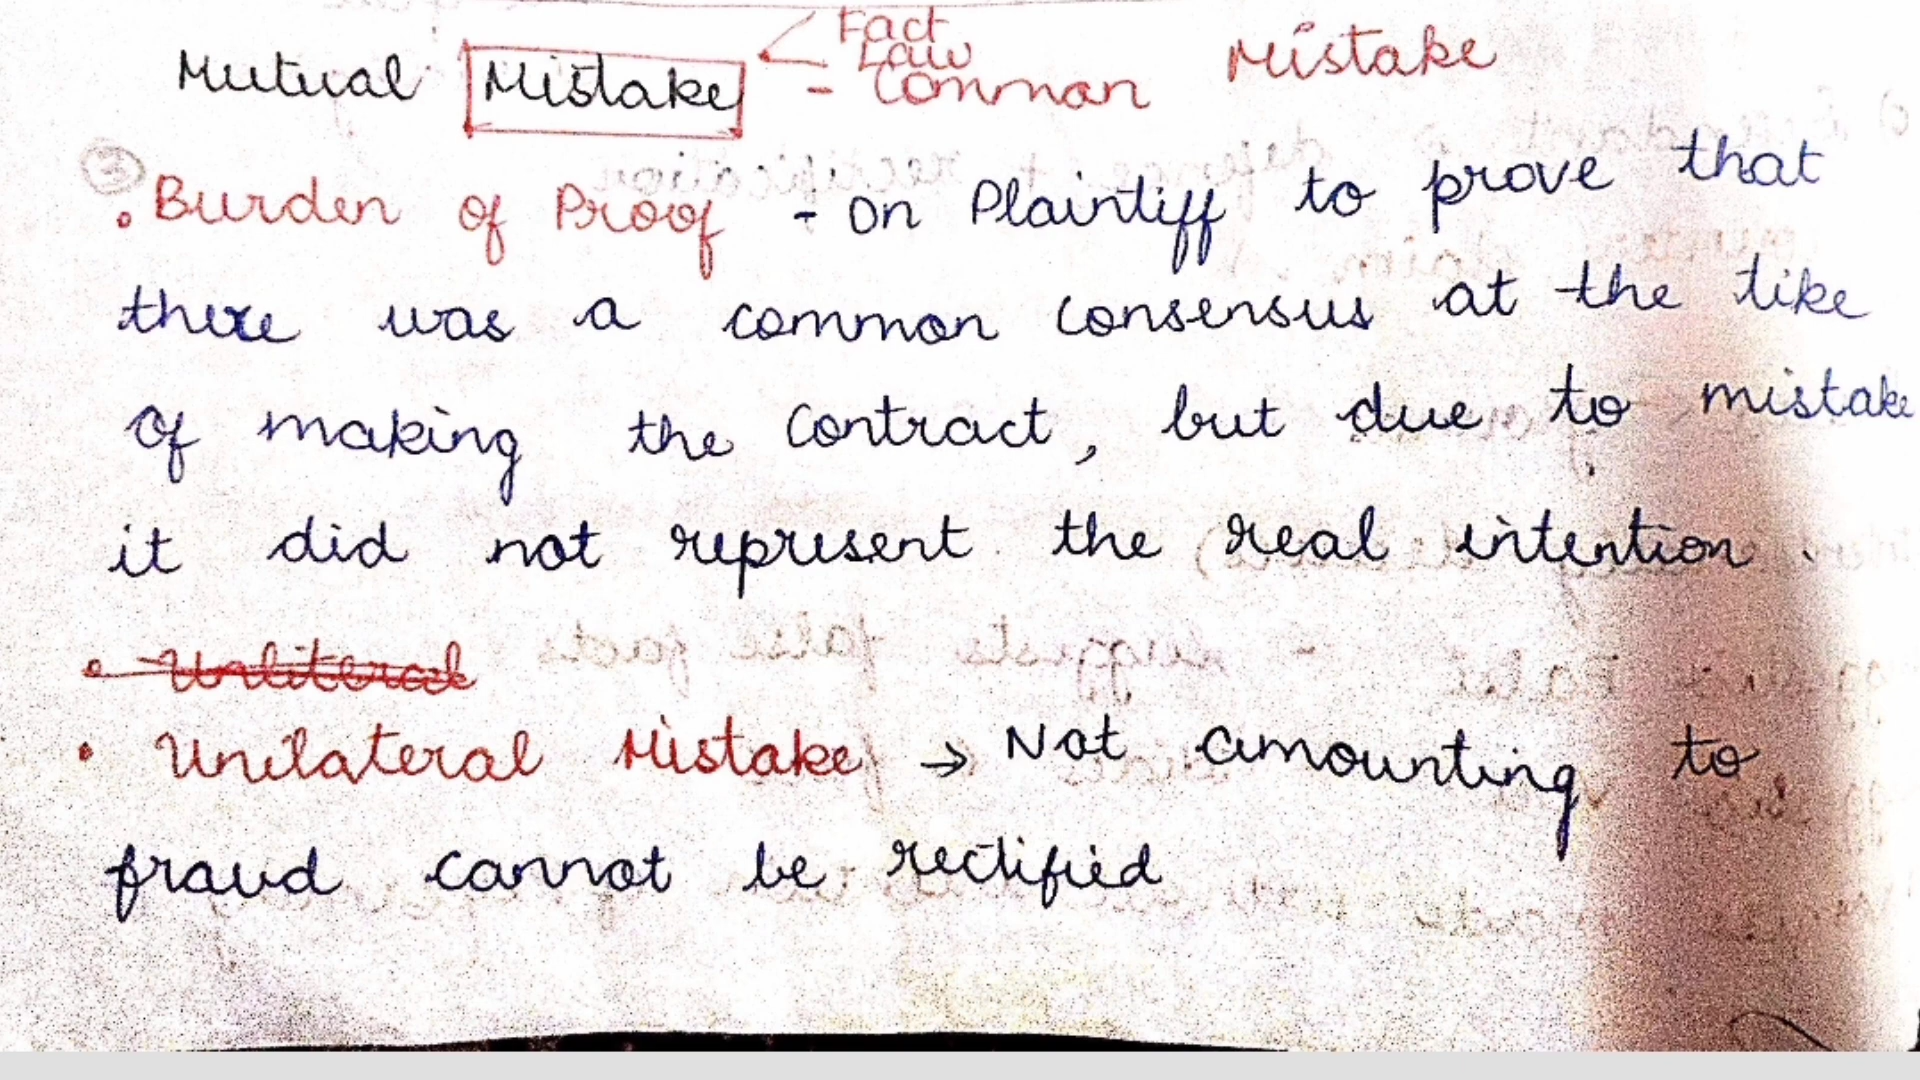 Fact
Law
Mutual Mistake - Common Mistake
• Burden of Proof - On Plaintiff to prove that
there was a common consensus at the tike
of making the contract, but due to mistake
it did not represent the real intention.
• Unliteral
• Unilateral Mistake → Not amounting to
fraud cannot be rectified